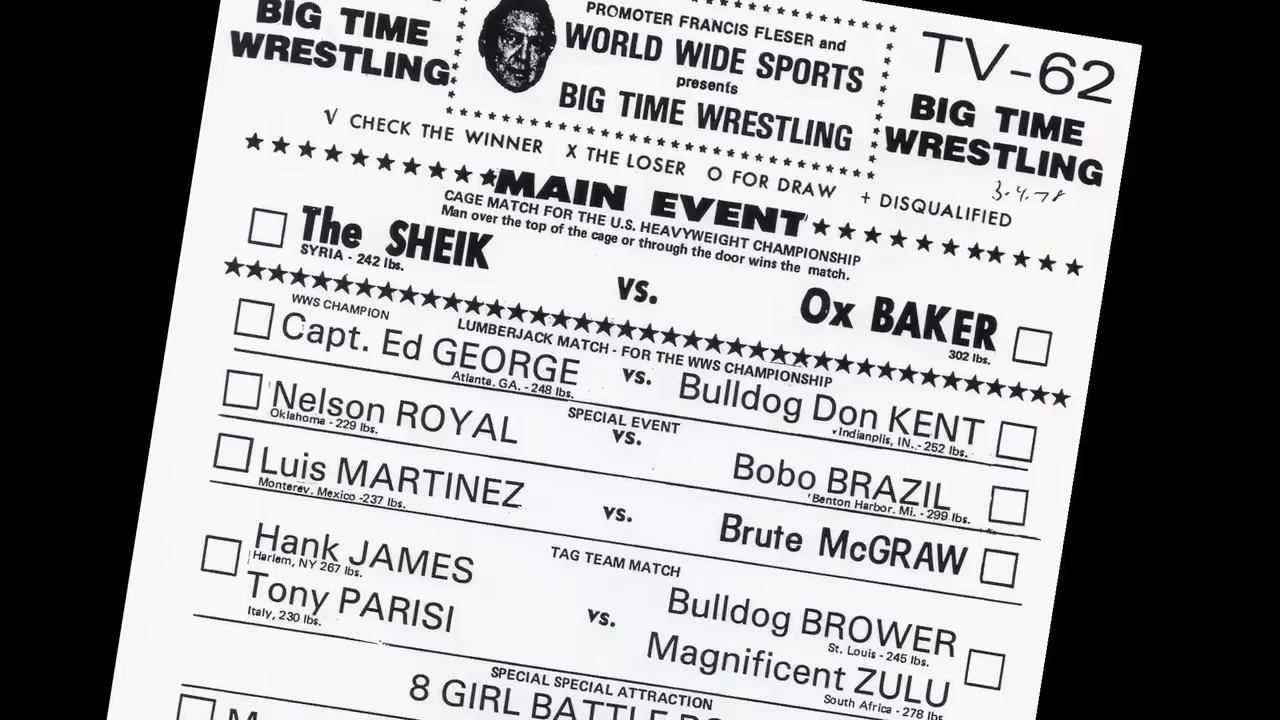 BIG TIME
WRESTLING
PROMOTER FRANCIS FLESER and
WORLD WIDE SPORTS
presents
BIG TIME WRESTLING
TV-62
BIG TIME
WRESTLING
3-4-78
√ CHECK THE WINNER X THE LOSER O FOR DRAW + DISQUALIFIED
MAIN EVENT
CAGE MATCH FOR THE U.S. HEAVYWEIGHT CHAMPIONSHIP
Man over the top of the cage or through the door wins the match.
The SHEIK
SYRIA - 242 lbs.
vs.
Ox BAKER
302 lbs.
WWS CHAMPION
LUMBERJACK MATCH - FOR THE WWS CHAMPIONSHIP
Capt. Ed GEORGE vs. Bulldog Don KENT
Atlanta, GA. - 248 lbs.
Indianplis, IN. - 252 lbs.
SPECIAL EVENT
Nelson ROYAL vs. Bobo BRAZIL
Oklahoma - 229 lbs.
Benton Harbor, Mi. - 299 lbs.
Luis MARTINEZ vs. Brute McGRAW
Monterey, Mexico - 237 lbs.
TAG TEAM MATCH
Hank JAMES
Harlem, NY 267 lbs.
Tony PARISI
Italy, 230 lbs.
vs.
Bulldog BROWER
St. Louis - 245 lbs.
Magnificent ZULU
South Africa - 278 lbs.
SPECIAL SPECIAL ATTRACTION
8 GIRL BATTLE